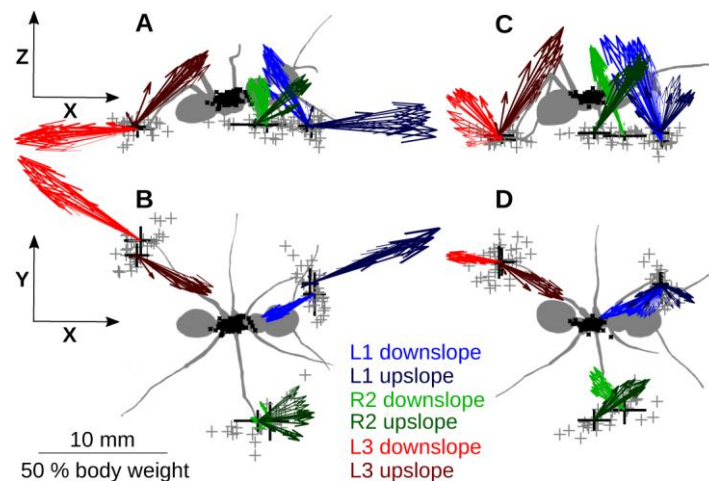 A
C
Z
X
B
D
Y
X
L1 downslope
L1 upslope
R2 downslope
R2 upslope
L3 downslope
L3 upslope
10 mm
50 % body weight